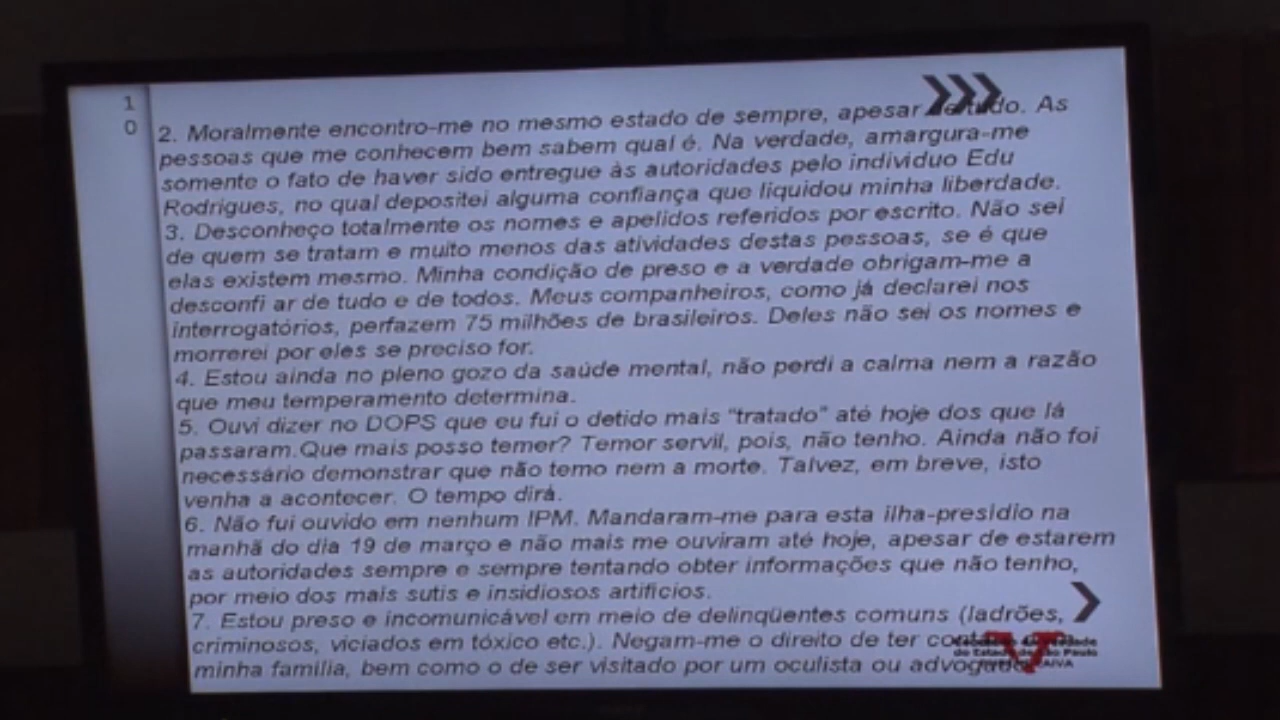 1
0
2. Moralmente encontro-me no mesmo estado de sempre, apesar de tudo. As
pessoas que me conhecem bem sabem qual é. Na verdade, amargura-me
somente o fato de haver sido entregue às autoridades pelo individuo Edu
Rodrigues, no qual depositei alguma confiança que liquidou minha liberdade.
3. Desconheço totalmente os nomes e apelidos referidos por escrito. Não sei
de quem se tratam e muito menos das atividades destas pessoas, se é que
elas existem mesmo. Minha condição de preso e a verdade obrigam-me a
desconfi ar de tudo e de todos. Meus companheiros, como já declarei nos
interrogatórios, perfazem 75 milhões de brasileiros. Deles não sei os nomes e
morrerei por eles se preciso for.
4. Estou ainda no pleno gozo da saúde mental, não perdi a calma nem a razão
que meu temperamento determina.
5. Ouvi dizer no DOPS que eu fui o detido mais "tratado" até hoje dos que lá
passaram.Que mais posso temer? Temor servil, pois, não tenho. Ainda não foi
necessário demonstrar que não temo nem a morte. Talvez, em breve, isto
venha a acontecer. O tempo dirá.
6. Não fui ouvido em nenhum IPM. Mandaram-me para esta ilha-presídio na
manhã do dia 19 de março e não mais me ouviram até hoje, apesar de estarem
as autoridades sempre e sempre tentando obter informações que não tenho,
por meio dos mais sutis e insidiosos artifícios.
7. Estou preso e incomunicável em meio de delinqüentes comuns (ladrões,
criminosos, viciados em tóxico etc.). Negam-me o direito de ter
minha família, bem como o de ser visitado por um oculista ou
do Estado de São Paulo